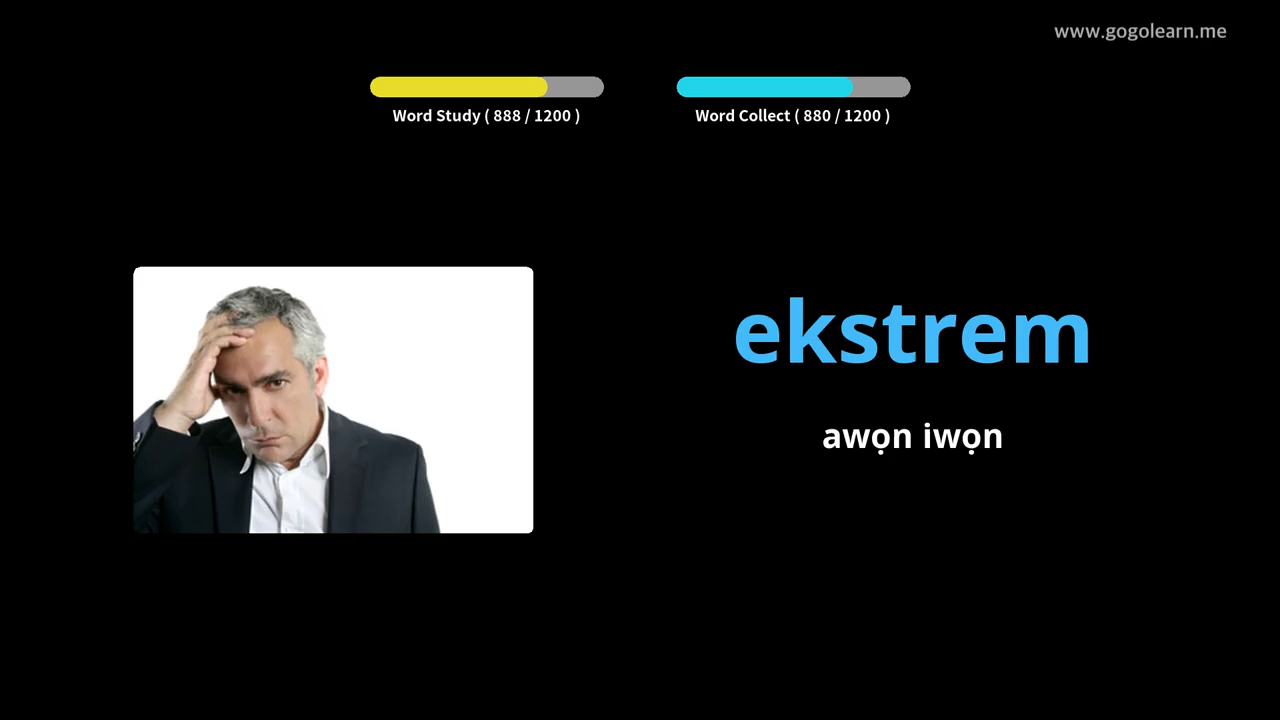 www.gogolearn.me
Word Study ( 888 / 1200 )
Word Collect ( 880 / 1200 )
ekstrem
awọn iwọn